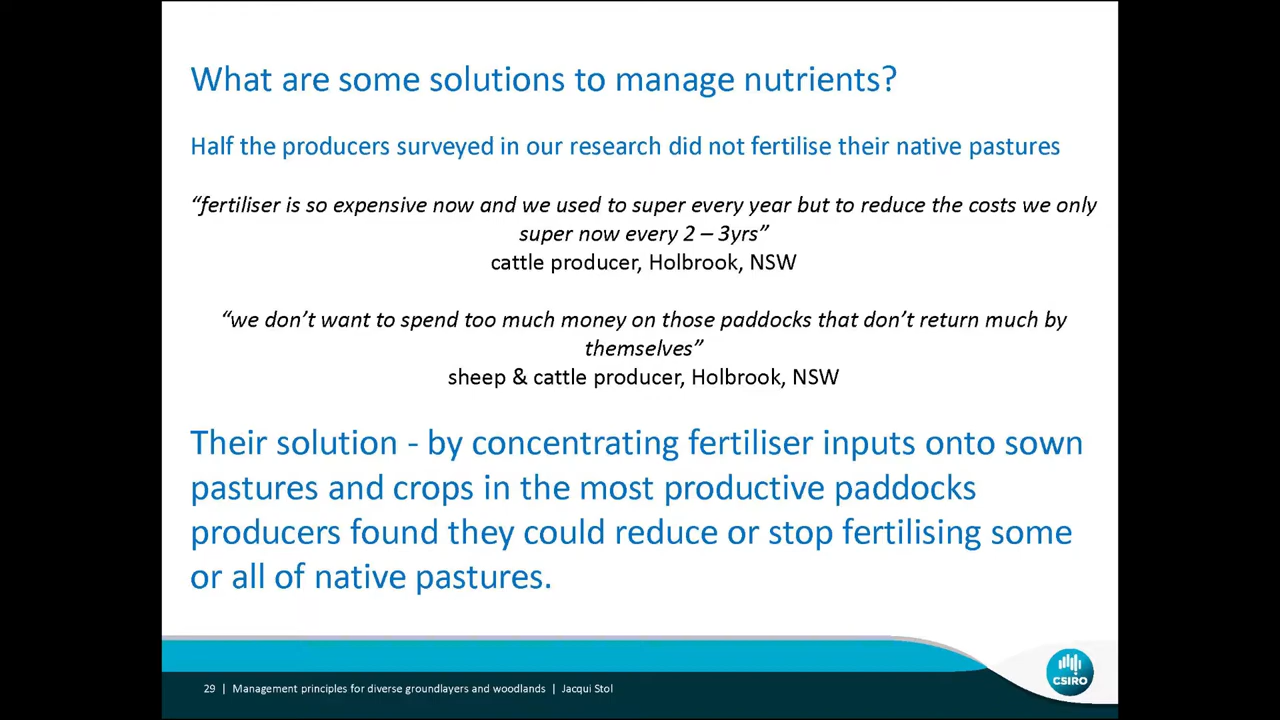 What are some solutions to manage nutrients?
Half the producers surveyed in our research did not fertilise their native pastures
“fertiliser is so expensive now and we used to super every year but to reduce the costs we only
super now every 2 – 3yrs”
cattle producer, Holbrook, NSW
“we don’t want to spend too much money on those paddocks that don’t return much by
themselves”
sheep & cattle producer, Holbrook, NSW
Their solution - by concentrating fertiliser inputs onto sown
pastures and crops in the most productive paddocks
producers found they could reduce or stop fertilising some
or all of native pastures.
29 | Management principles for diverse groundlayers and woodlands | Jacqui Stol
CSIRO